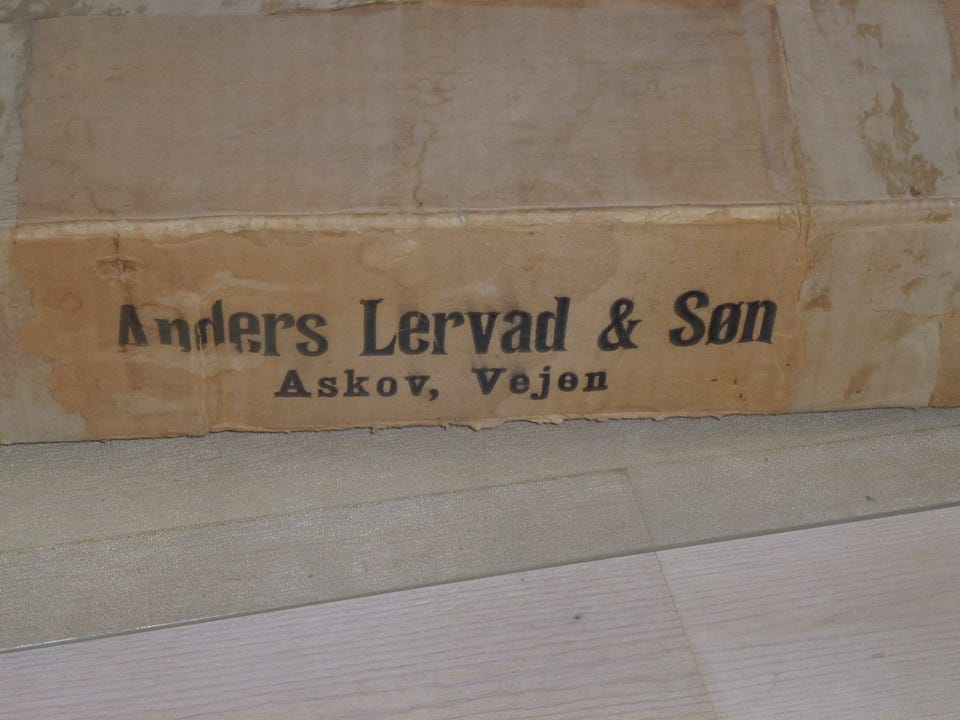 Anders Lervad & Søn
Askov, Vejen